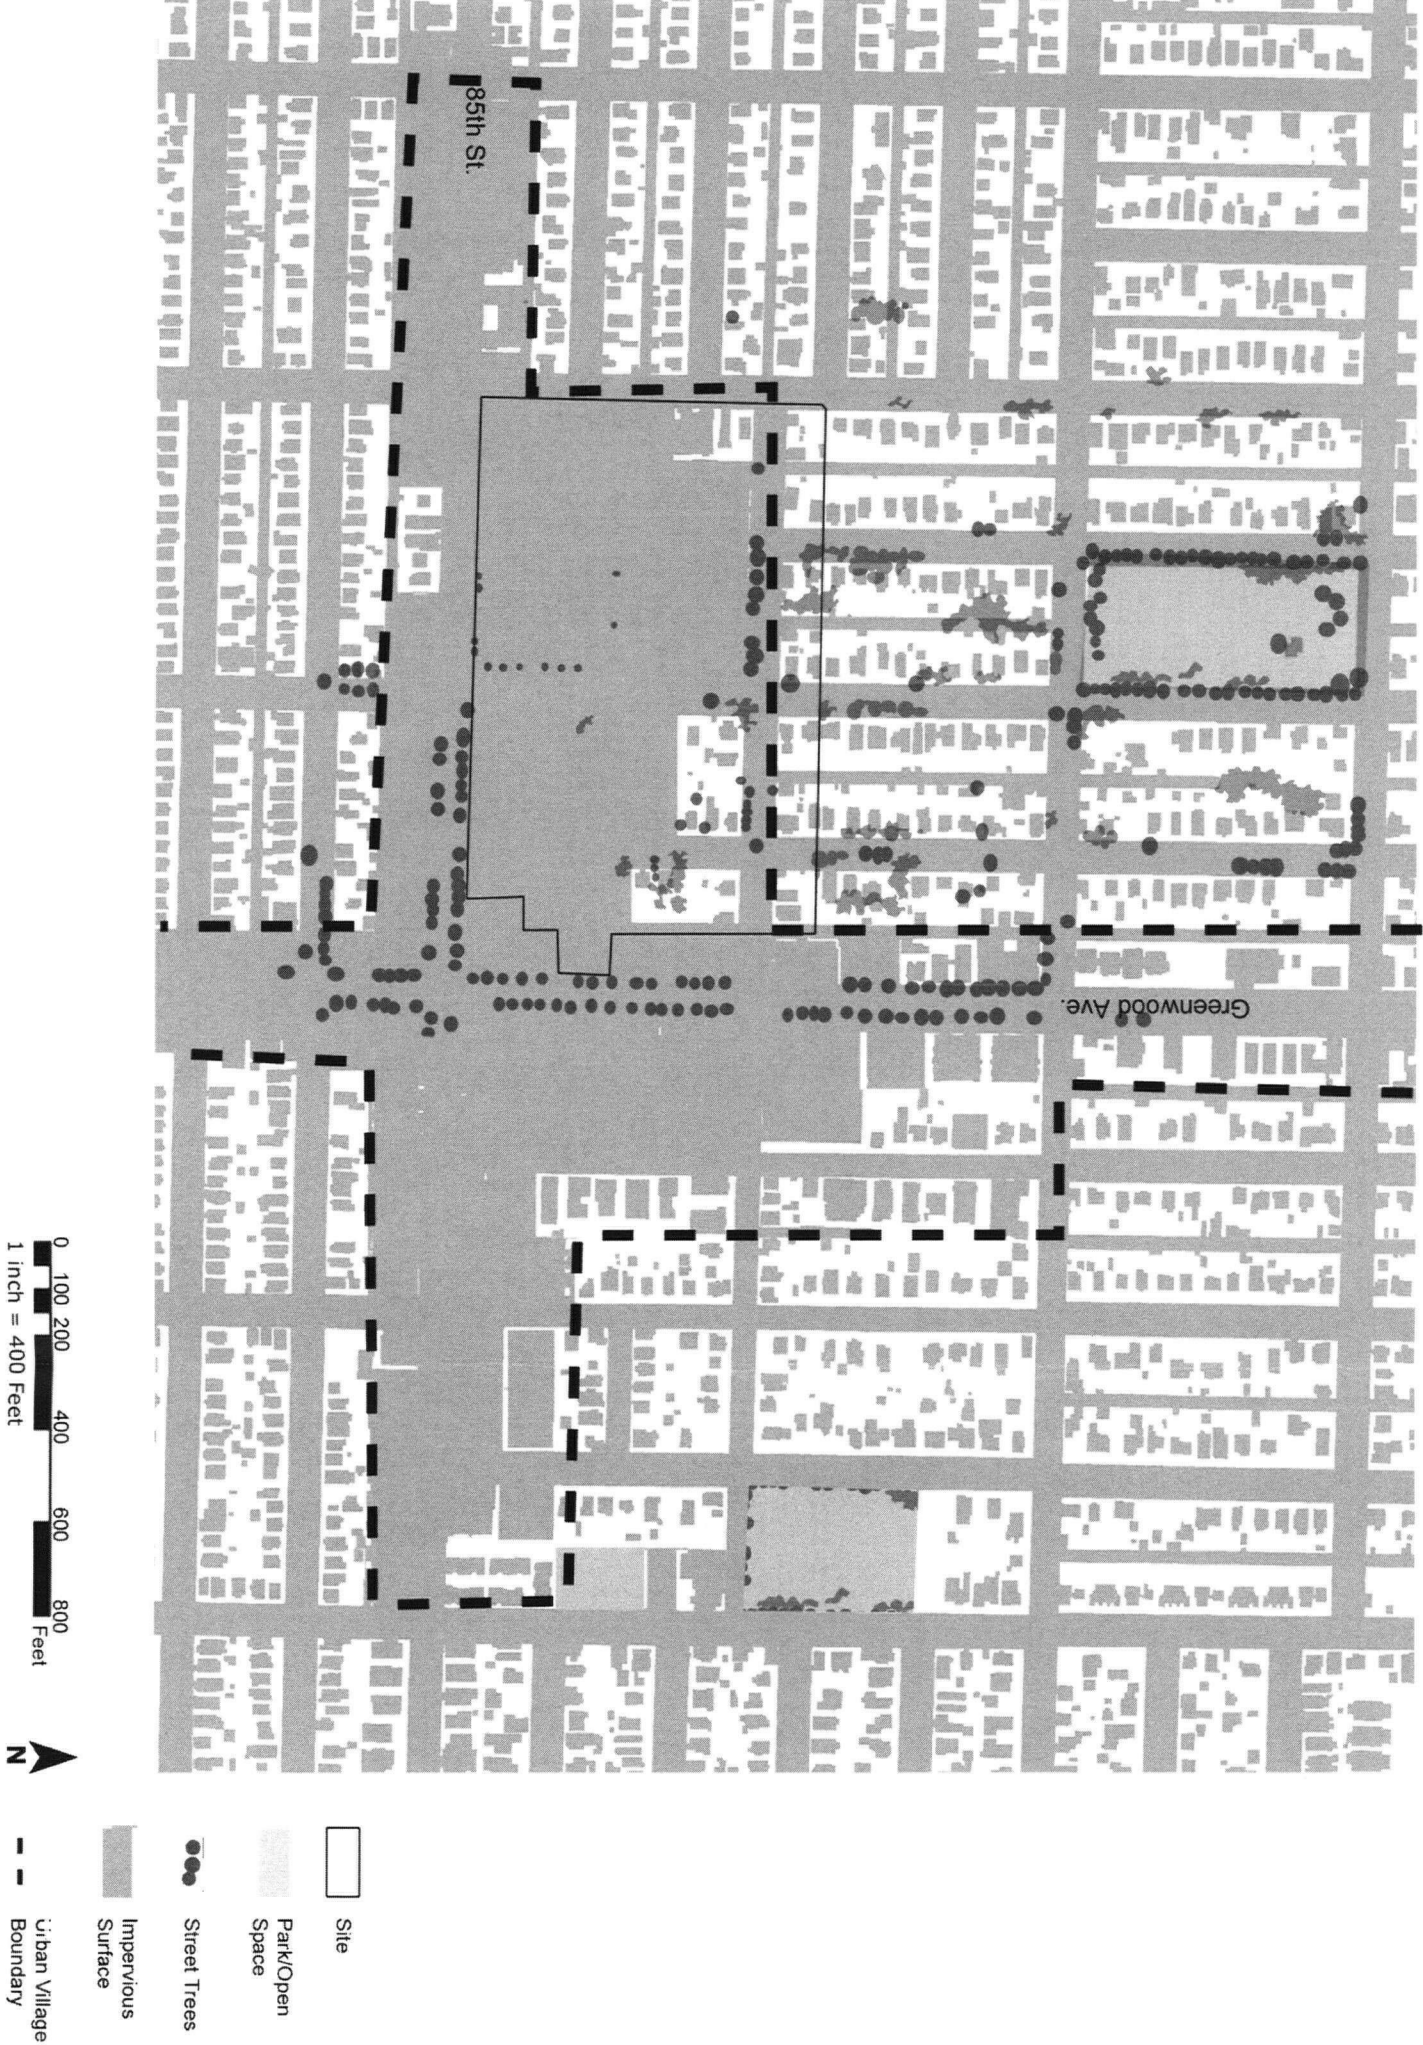 85th St.
Greenwood Ave.
0 100 200 400 600 800
Feet
1 inch = 400 Feet
N
Site
Park/Open
Space
Street Trees
Impervious
Surface
Urban Village
Boundary